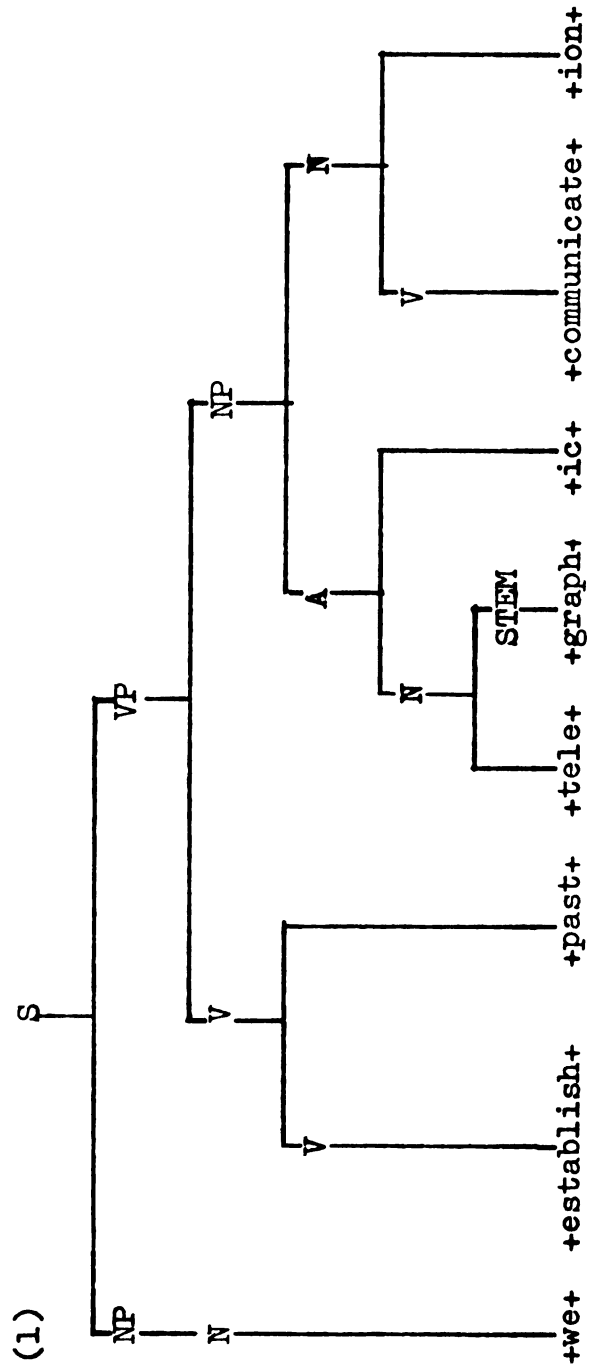 (1)
S
NP VP
N V NP
V A N
N V
STEM
+we+ +establish+ +past+ +tele+ +graph+ +ic+ +communicate+ +ion+